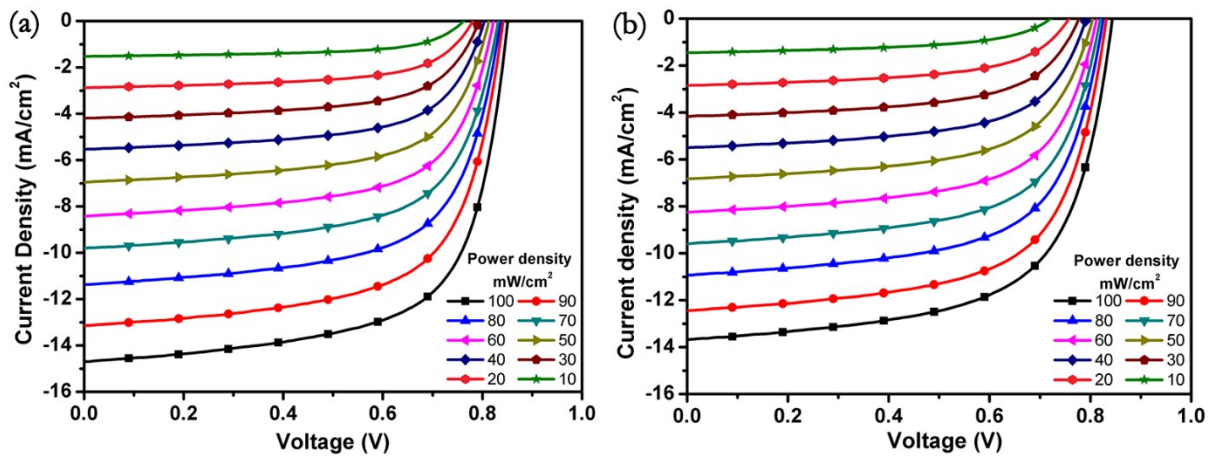 (a)
0
-2
-4
-6
-8
-10
-12
-14
-16
Current Density (mA/cm²)
Power density
mW/cm²
100 90
80 70
60 50
40 30
20 10
0.0 0.2 0.4 0.6 0.8 1.0
Voltage (V)
(b)
0
-2
-4
-6
-8
-10
-12
-14
-16
Current density (mA/cm²)
Power density
mW/cm²
100 90
80 70
60 50
40 30
20 10
0.0 0.2 0.4 0.6 0.8 1.0
Voltage (V)